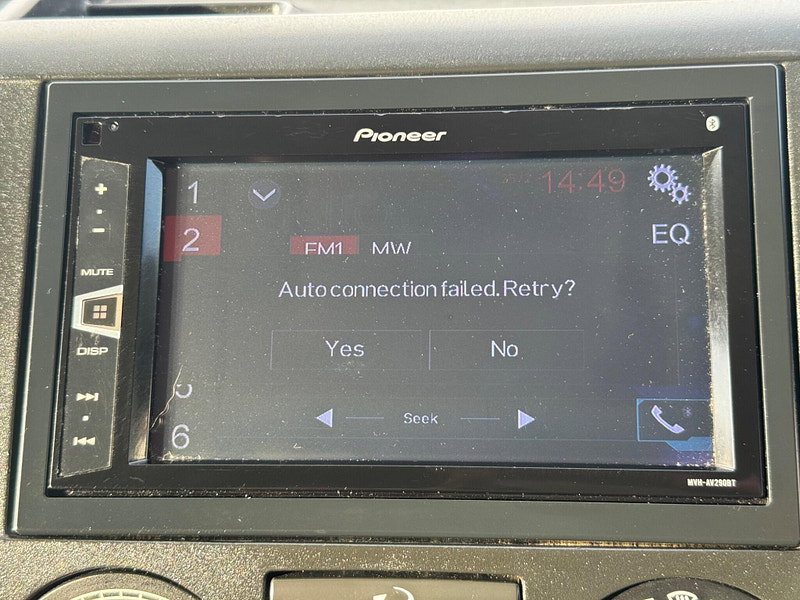 Pioneer
+
-
MUTE
DISP
1
2
6
14:49
EQ
FM1 MW
Auto connection failed. Retry?
Yes No
Seek
MVH-AV290BT